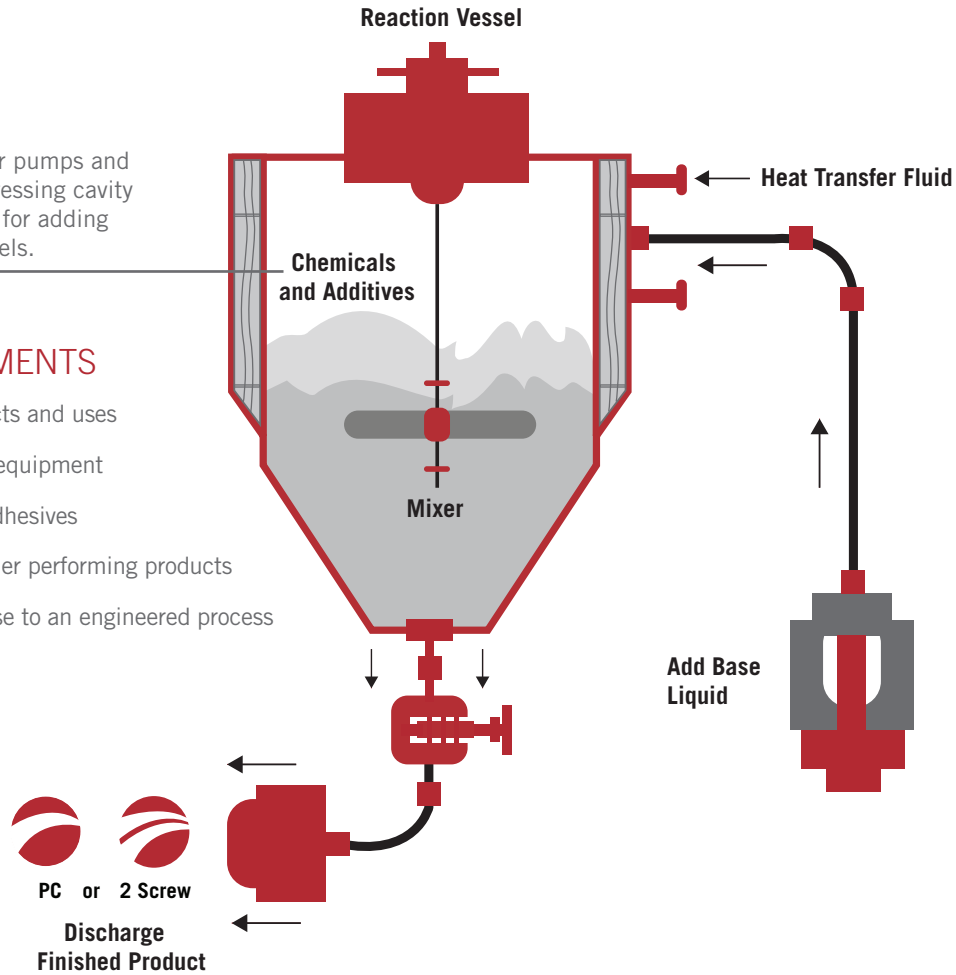 Reaction Vessel
r pumps and
essing cavity
for adding
els.
Heat Transfer Fluid
Chemicals
and Additives
MENTS
cts and uses
equipment
dhesives
er performing products
se to an engineered process
Mixer
Add Base
Liquid
PC or 2 Screw
Discharge
Finished Product